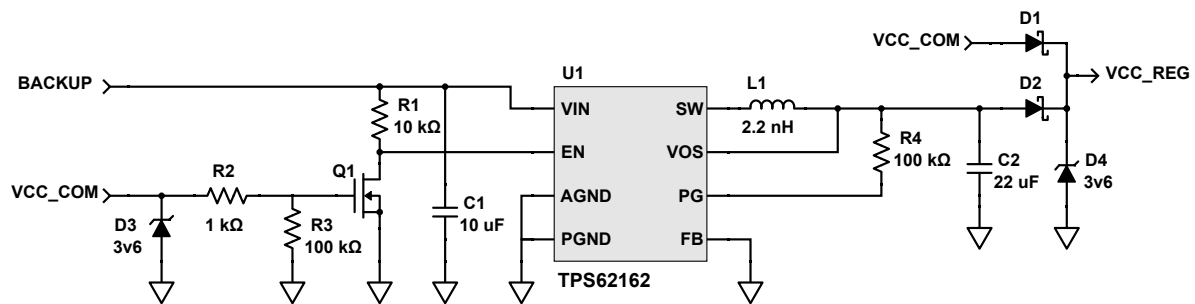 D1
VCC_COM
BACKUP
U1
L1
VCC_REG
D2
R1
10 kΩ
VIN
SW
2.2 nH
R4
100 kΩ
EN
VOS
C2
22 uF
D4
3v6
Q1
R2
VCC_COM
1 kΩ
D3
3v6
R3
100 kΩ
C1
10 uF
AGND
PG
PGND
FB
TPS62162